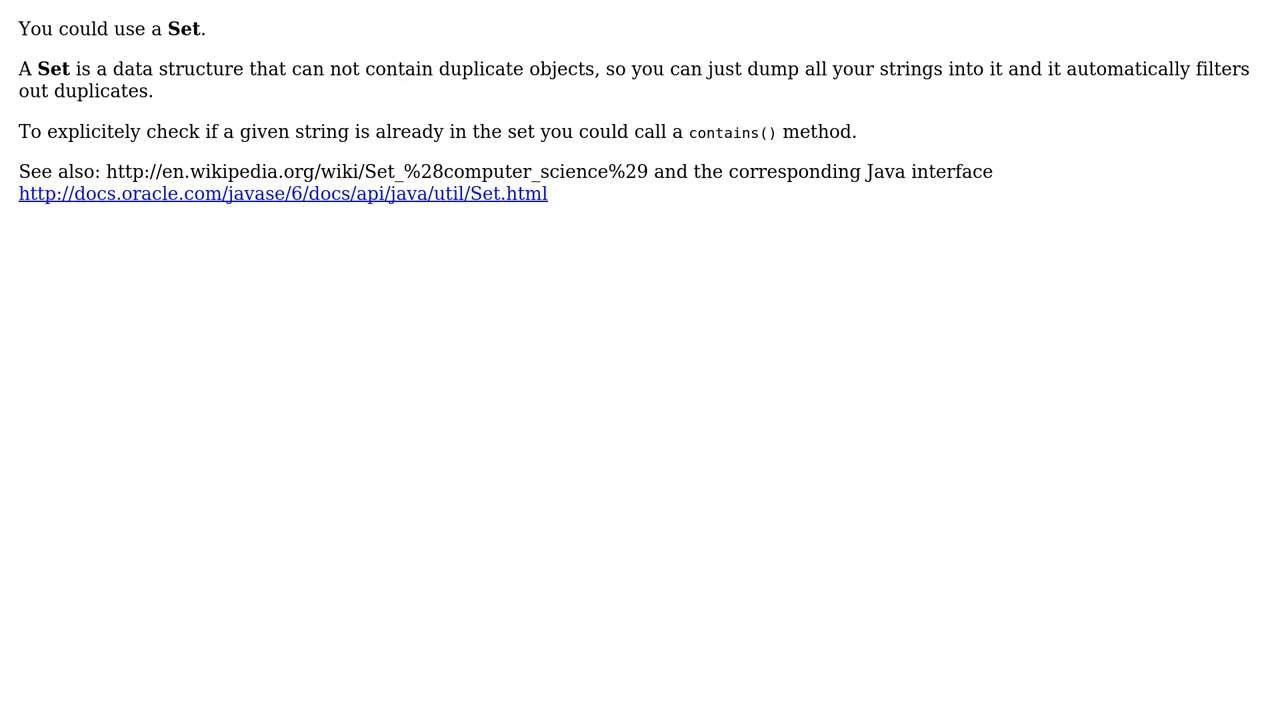 You could use a Set.
A Set is a data structure that can not contain duplicate objects, so you can just dump all your strings into it and it automatically filters
out duplicates.
To explicitely check if a given string is already in the set you could call a contains() method.
See also: http://en.wikipedia.org/wiki/Set_%28computer_science%29 and the corresponding Java interface
http://docs.oracle.com/javase/6/docs/api/java/util/Set.html